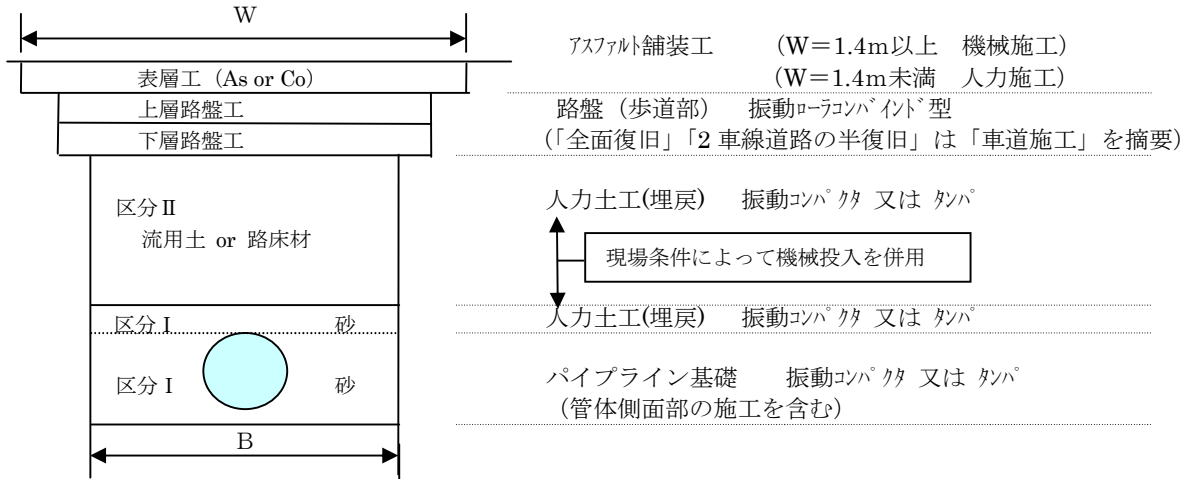 W
アスファルト舗装工　（W＝1.4m以上　機械施工）
（W＝1.4m未満　人力施工）
表層工（As or Co）
上層路盤工
路盤（歩道部）　振動ﾛｰﾗｺﾝﾊﾞｲﾝﾄﾞ型
下層路盤工
（「全面復旧」「2 車線道路の半復旧」は「車道施工」を摘要）
区分Ⅱ
人力土工(埋戻)　振動ｺﾝﾊﾟｸﾀ 又は ﾀﾝﾊﾟ
流用土 or 路床材
現場条件によって機械投入を併用
区分Ⅰ　砂
人力土工(埋戻)　振動ｺﾝﾊﾟｸﾀ 又は ﾀﾝﾊﾟ
区分Ⅰ　砂
パイプライン基礎　振動ｺﾝﾊﾟｸﾀ 又は ﾀﾝﾊﾟ
（管体側面部の施工を含む）
B